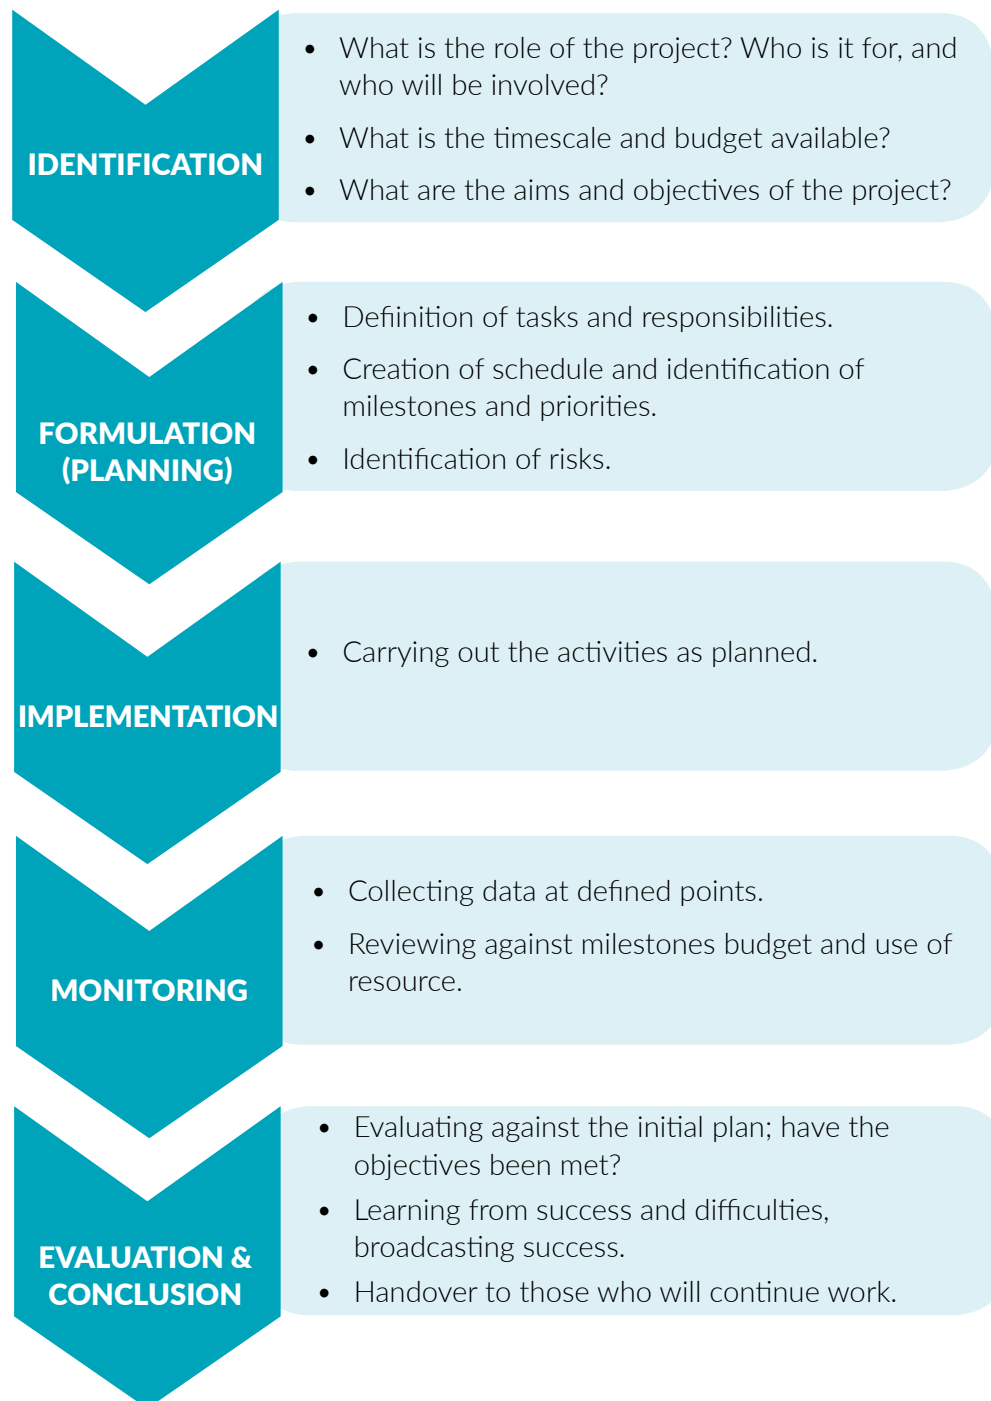 IDENTIFICATION
• What is the role of the project? Who is it for, and
who will be involved?
• What is the timescale and budget available?
• What are the aims and objectives of the project?
FORMULATION
(PLANNING)
• Defiinition of tasks and responsibilities.
• Creation of schedule and identification of
milestones and priorities.
• Identification of risks.
IMPLEMENTATION
• Carrying out the activities as planned.
MONITORING
• Collecting data at defined points.
• Reviewing against milestones budget and use of
resource.
EVALUATION &
CONCLUSION
• Evaluating against the initial plan; have the
objectives been met?
• Learning from success and difficulties,
broadcasting success.
• Handover to those who will continue work.